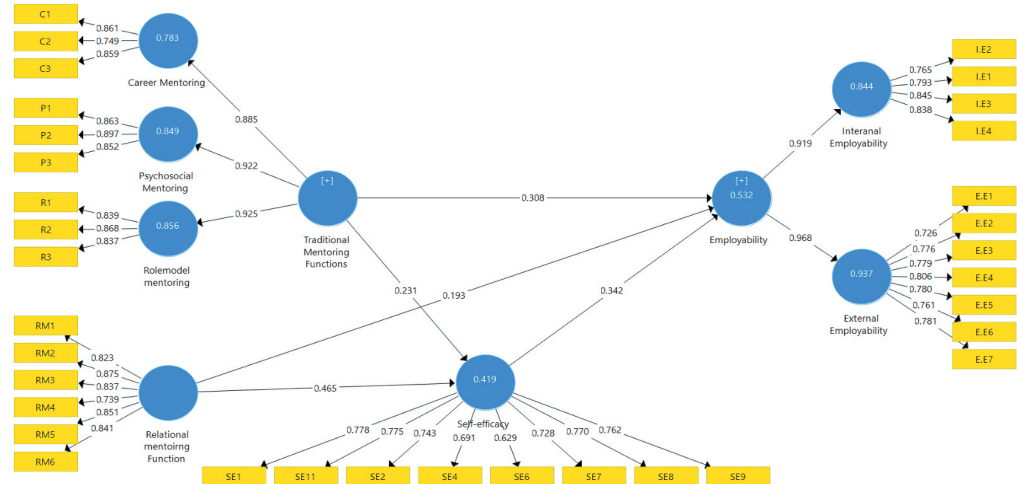 C1
0.861
C2
0.749
C3
0.859
0.783
Career Mentoring
P1
0.863
P2
0.897
P3
0.852
0.849
Psychosocial
Mentoring
R1
0.839
R2
0.868
R3
0.837
0.856
Rolemodel
mentoring
0.885
0.922
0.925
[+]
Traditional
Mentoring
Functions
0.308
0.231
0.193
RM1
0.823
RM2
0.875
RM3
0.837
RM4
0.739
RM5
0.851
RM6
0.841
Relational
mentoirng
Function
0.465
0.419
Self-efficacy
0.342
0.778
0.775
0.743
0.691
0.629
0.728
0.770
0.762
SE1
SE11
SE2
SE4
SE6
SE7
SE8
SE9
[+]
0.532
Employability
0.919
0.968
0.844
Interanal
Employability
0.765
0.793
0.845
0.838
I.E2
I.E1
I.E3
I.E4
0.937
External
Employability
0.726
0.776
0.779
0.806
0.780
0.761
0.781
E.E1
E.E2
E.E3
E.E4
E.E5
E.E6
E.E7